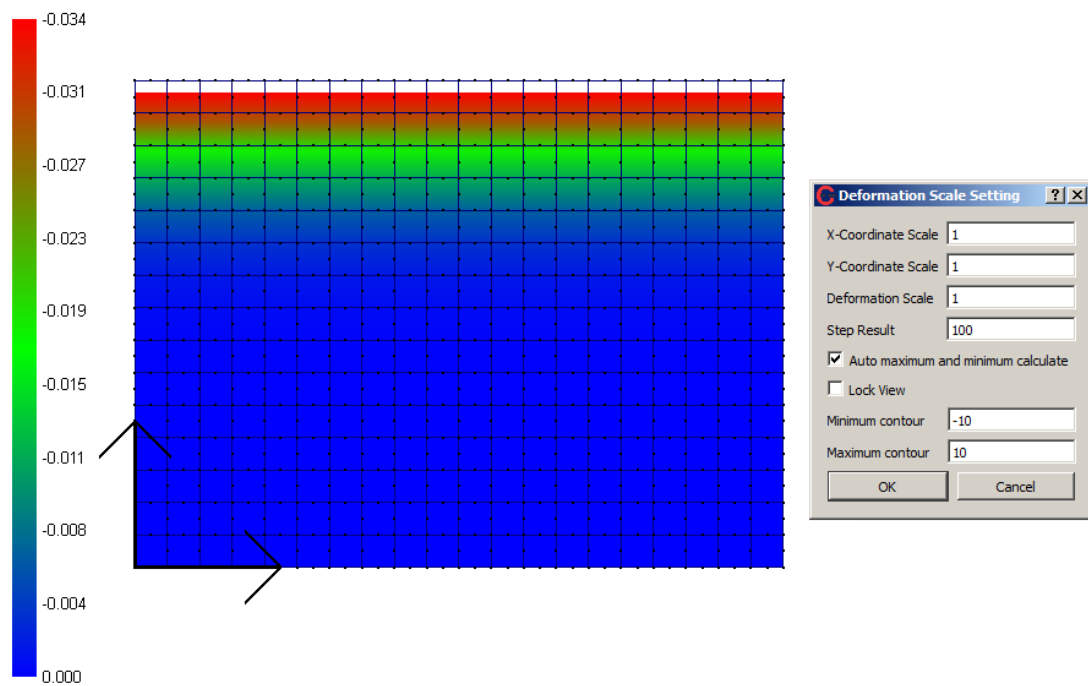 -0.034
-0.031
-0.027
-0.023
-0.019
-0.015
-0.011
-0.008
-0.004
0.000
Deformation Scale Setting
X-Coordinate Scale 1
Y-Coordinate Scale 1
Deformation Scale 1
Step Result 100
Auto maximum and minimum calculate
Lock View
Minimum contour -10
Maximum contour 10
OK Cancel